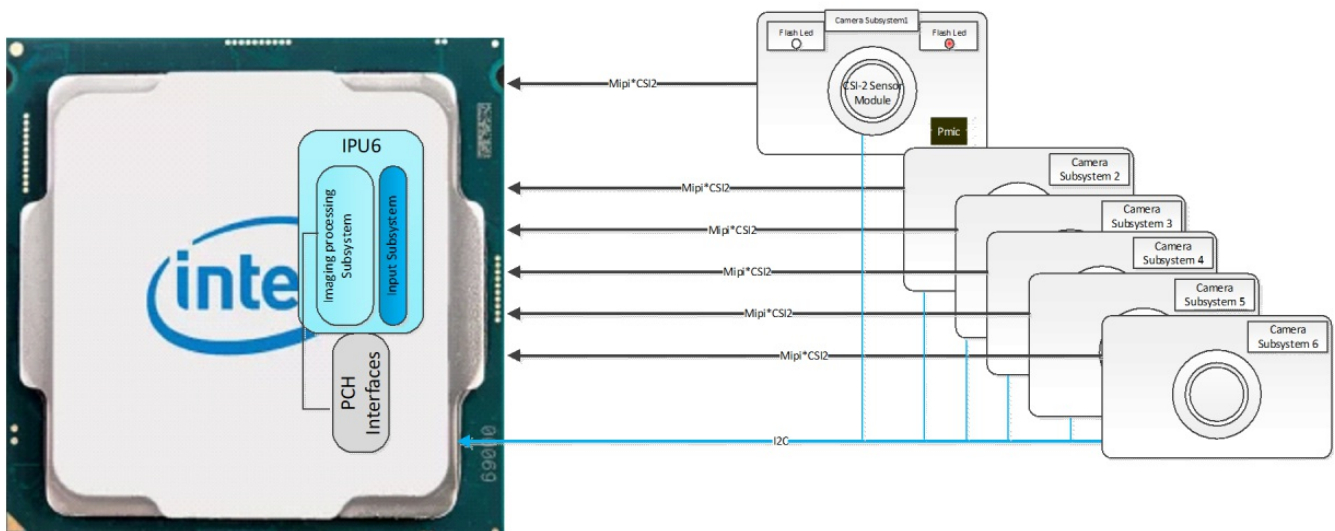 Camera Subsystem1
Flash Led
Flash Led
CSI-2 Sensor
Module
Pmic
Mipi*CSI2
IPU6
Imaging processing
Subsystem
Input Subsystem
inte
PCH
Interfaces
69000
Mipi*CSI2
Camera
Subsystem 2
Mipi*CSI2
Camera
Subsystem 3
Mipi*CSI2
Camera
Subsystem 4
Mipi*CSI2
Camera
Subsystem 5
Mipi*CSI2
Camera
Subsystem 6
I2C